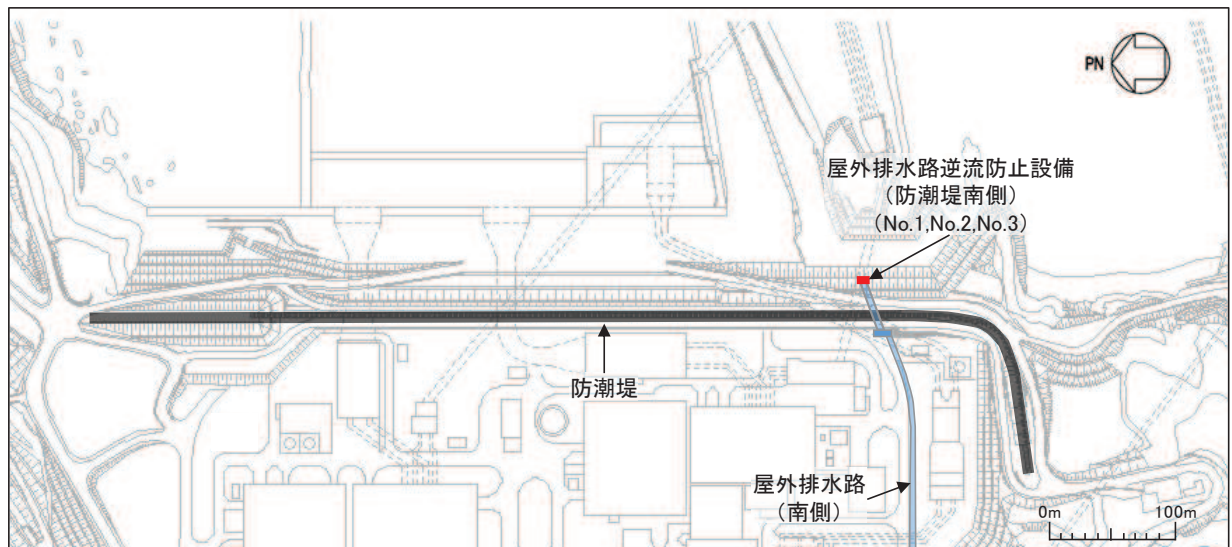 PN
屋外排水路逆流防止設備
（防潮堤南側）
（No.1,No.2,No.3）
防潮堤
屋外排水路
（南側）
0m
100m